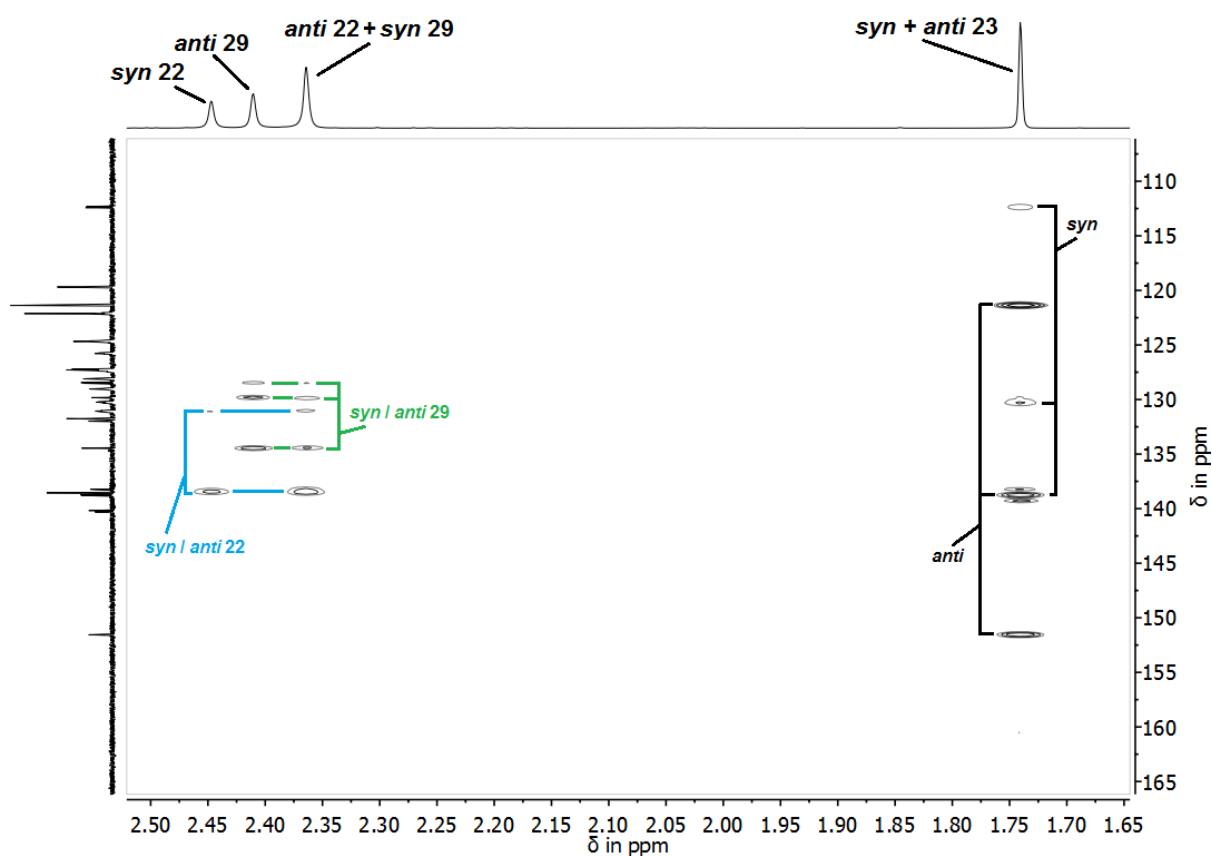 anti 22 + syn 29
syn + anti 23
anti 29
syn 22
110
115
syn
120
125
130
syn / anti 29
135
140
syn / anti 22
anti
145
150
155
160
165
δ in ppm
2.50 2.45 2.40 2.35 2.30 2.25 2.20 2.15 2.10 2.05 2.00 1.95 1.90 1.85 1.80 1.75 1.70 1.65
δ in ppm